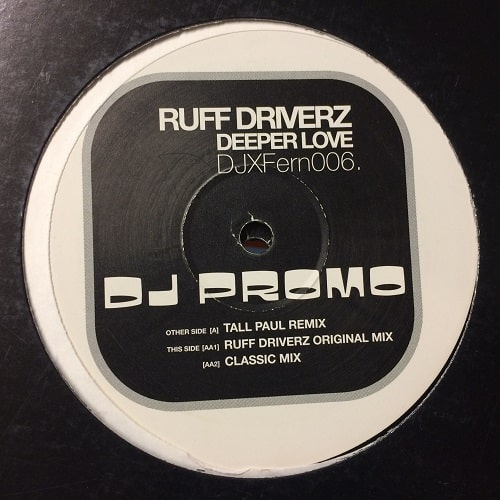 RUFF DRIVERZ
DEEPER LOVE
DJXFern006.
DJ PROMO
OTHER SIDE [A] TALL PAUL REMIX
THIS SIDE [AA1] RUFF DRIVERZ ORIGINAL MIX
[AA2] CLASSIC MIX